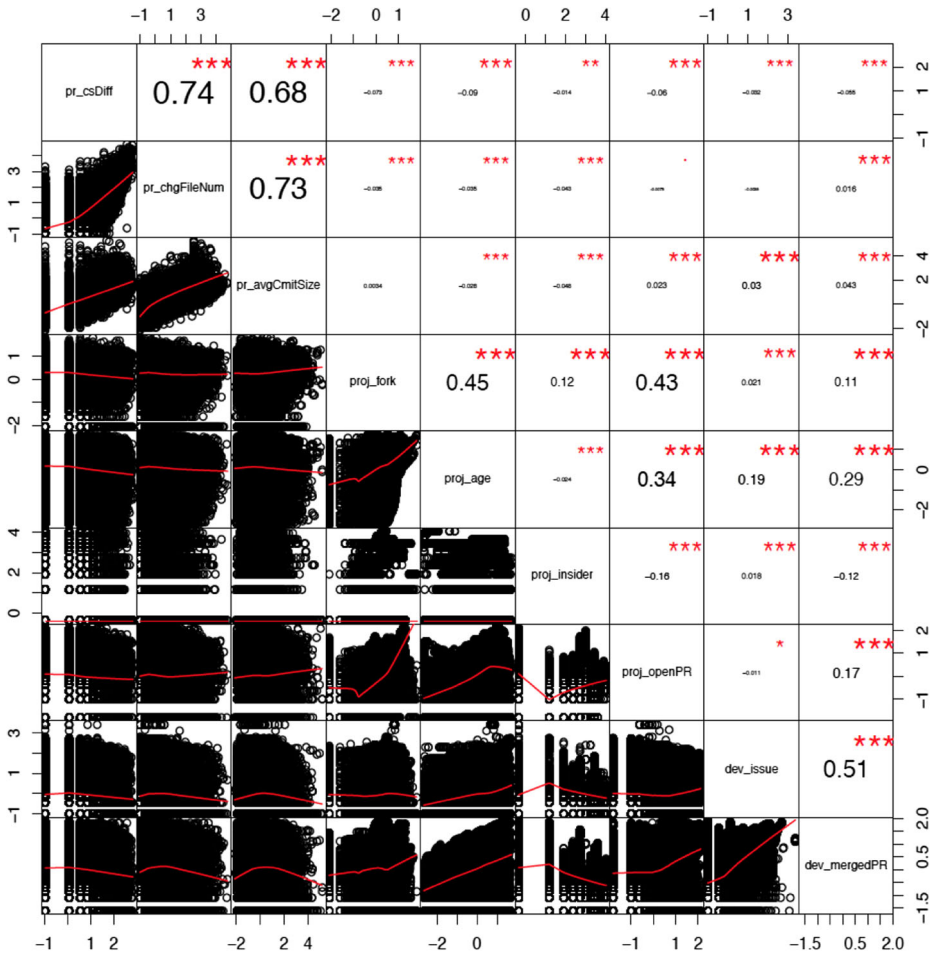 -1 1 3 -2 0 1 0 2 4 -1 1 3
pr_csDiff *** 0.74 *** 0.68 *** -0.073 *** -0.09 ** -0.014 *** -0.06 *** *** 2 1 -1
3 1 -1 pr_chgFileNum *** 0.73 *** *** *** -0.043 *** 0.016
pr_avgCmitSize 0.0034 *** *** *** 0.023 *** 0.03 *** 0.043 4 2 -2
1 0 -2 proj_fork *** 0.45 *** 0.12 *** 0.43 *** 0.021 *** 0.11
proj_age *** -0.024 *** 0.34 *** 0.19 *** 0.29 0 -2
4 2 0 proj_insider *** -0.16 *** 0.018 *** -0.12
proj_openPR * -0.011 *** 0.17 2 1 -1
3 1 -1 dev_issue *** 0.51
dev_mergedPR 2.0 0.5 -1.5
-1 1 2 -2 0 2 4 -2 0 -1 1 2 -1.5 0.5 2.0